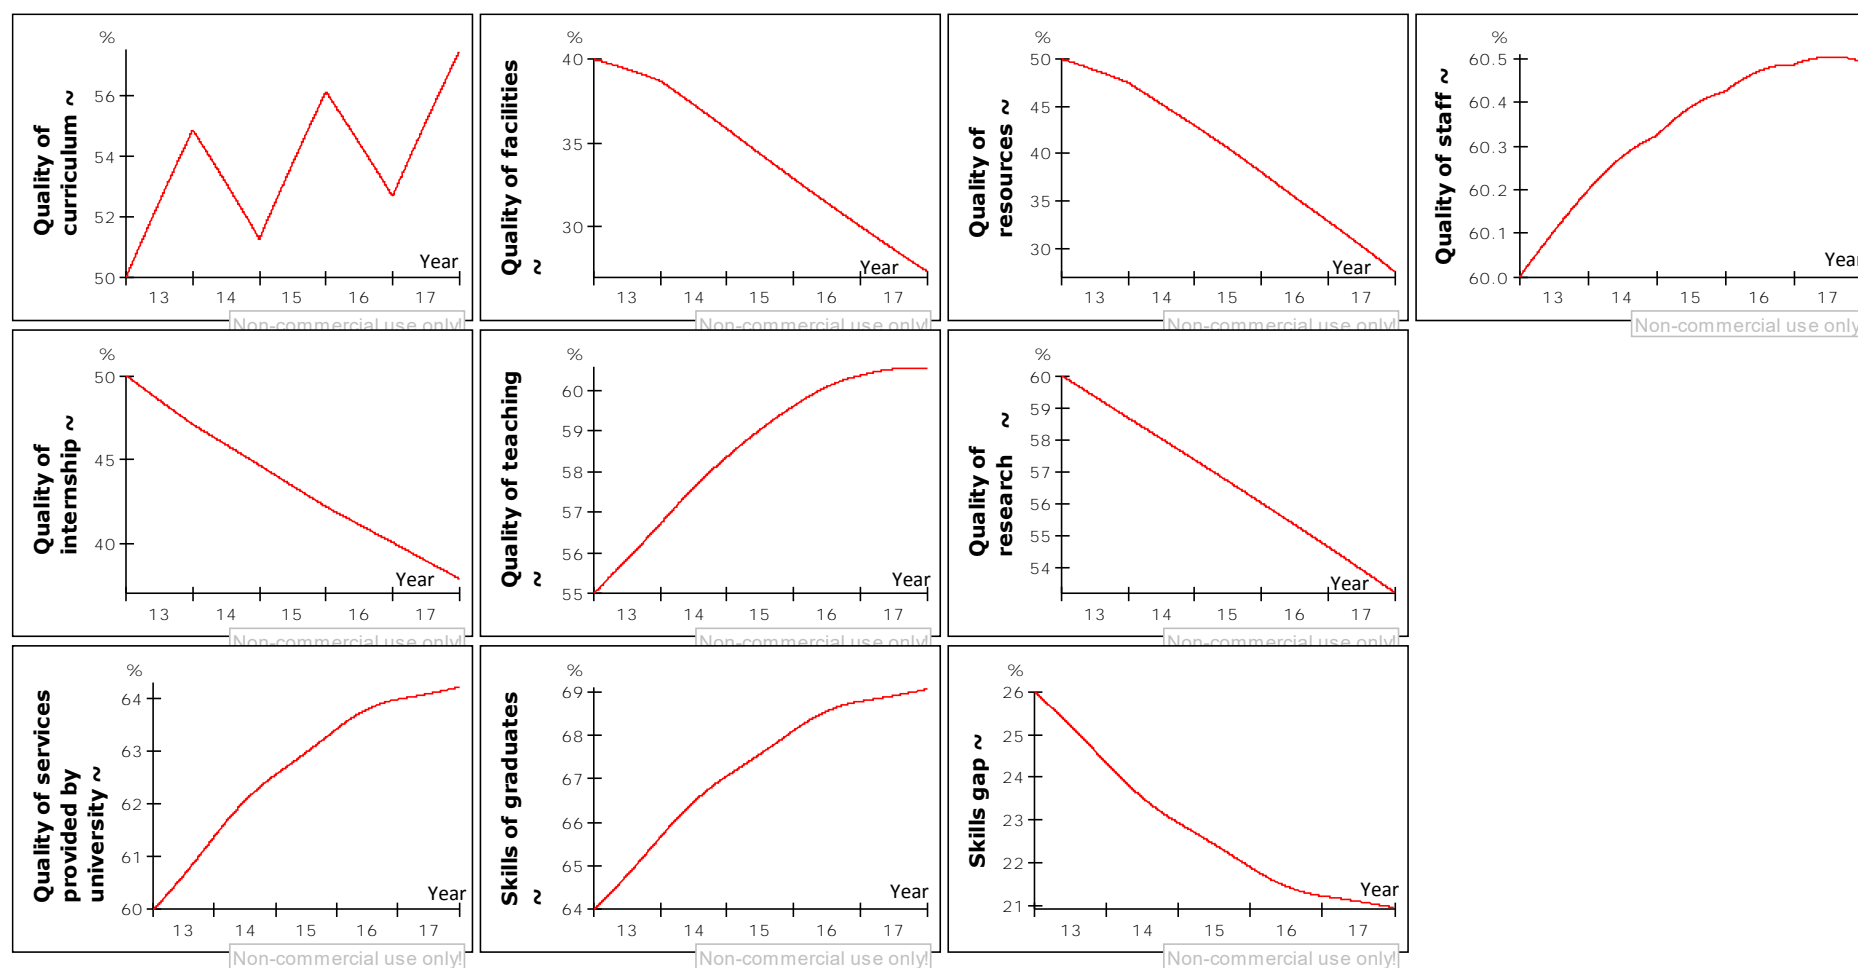 %
Quality of
curriculum ~
56
54
52
50
13 14 15 16 17
Year
Non-commercial use only!
%
Quality of facilities
~
40
35
30
13 14 15 16 17
Year
Non-commercial use only!
%
Quality of
resources ~
50
45
40
35
30
13 14 15 16 17
Year
Non-commercial use only!
%
Quality of staff ~
60.5
60.4
60.3
60.2
60.1
60.0
13 14 15 16 17
Year
Non-commercial use only
%
Quality of
internship ~
50
45
40
13 14 15 16 17
Year
Non-commercial use only!
%
Quality of teaching
~
60
59
58
57
56
55
13 14 15 16 17
Year
Non-commercial use only!
%
Quality of
research ~
60
59
58
57
56
55
54
13 14 15 16 17
Year
Non-commercial use only!
%
Quality of services
provided by
university ~
64
63
62
61
60
13 14 15 16 17
Year
Non-commercial use only!
%
Skills of graduates
~
69
68
67
66
65
64
13 14 15 16 17
Year
Non-commercial use only!
%
Skills gap ~
26
25
24
23
22
21
13 14 15 16 17
Year
Non-commercial use only!